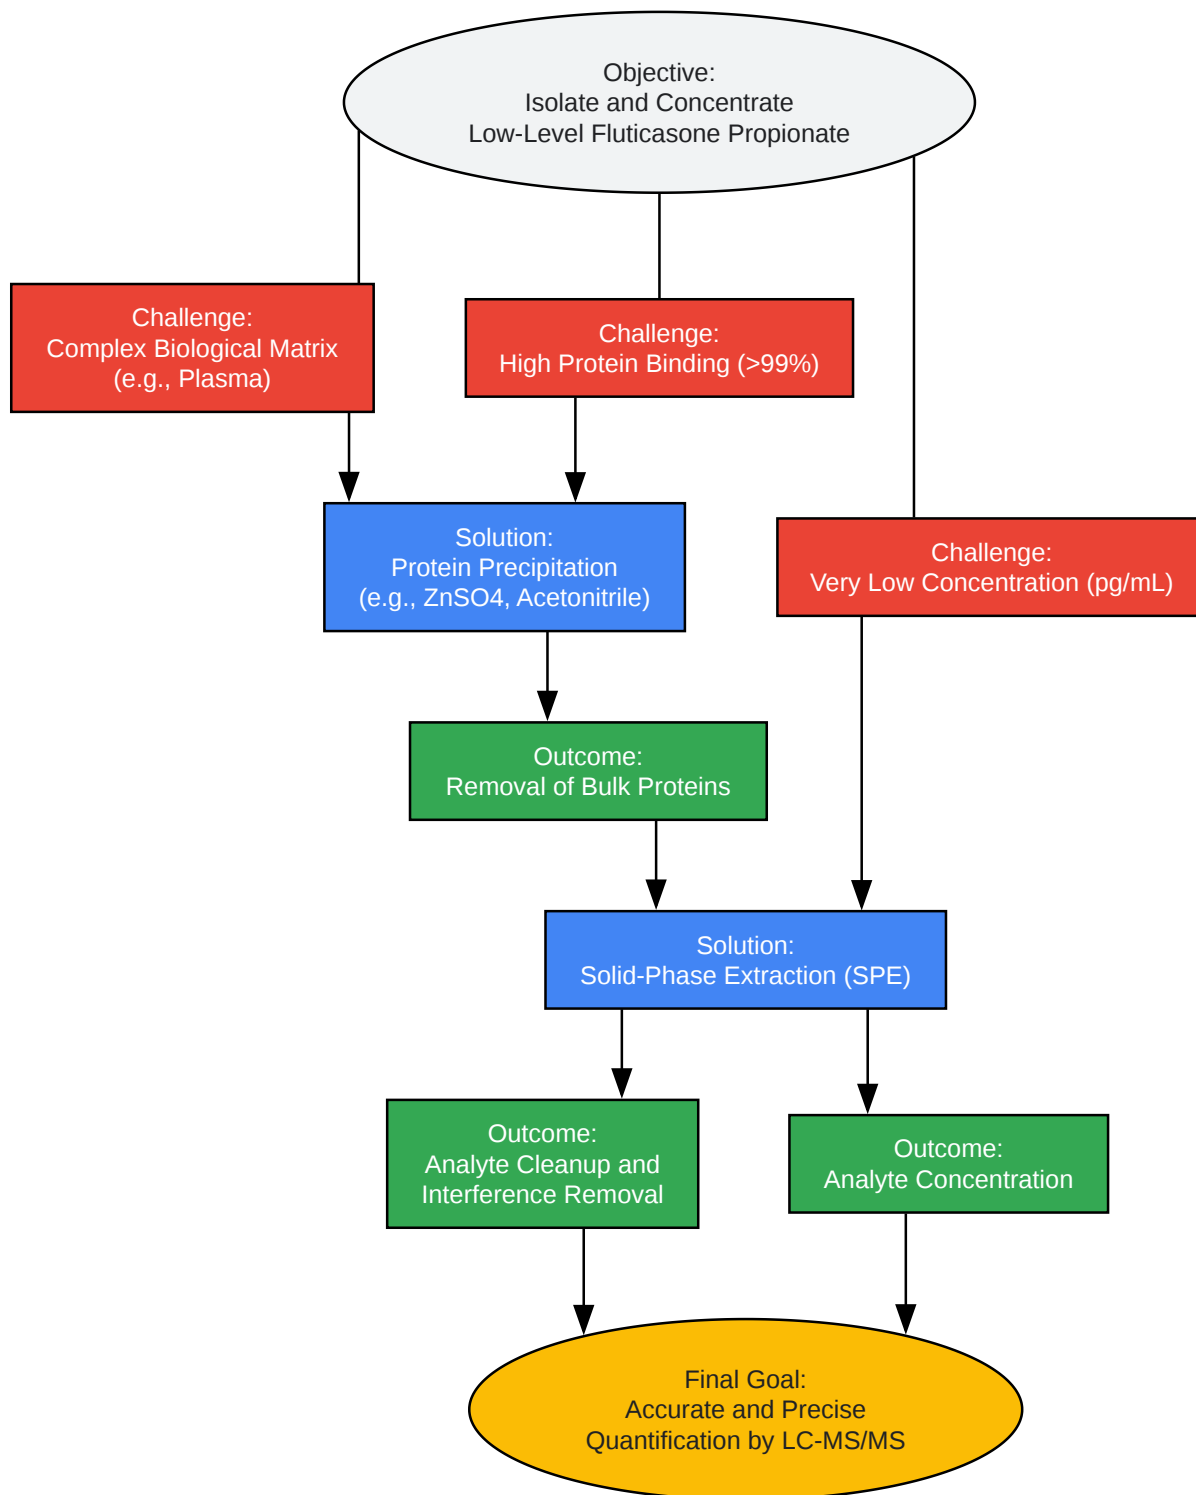 Objective:
Isolate and Concentrate
Low-Level Fluticasone Propionate
Challenge:
Complex Biological Matrix
(e.g., Plasma)
Challenge:
High Protein Binding (>99%)
Solution:
Protein Precipitation
(e.g., ZnSO4, Acetonitrile)
Challenge:
Very Low Concentration (pg/mL)
Outcome:
Removal of Bulk Proteins
Solution:
Solid-Phase Extraction (SPE)
Outcome:
Analyte Cleanup and
Interference Removal
Outcome:
Analyte Concentration
Final Goal:
Accurate and Precise
Quantification by LC-MS/MS